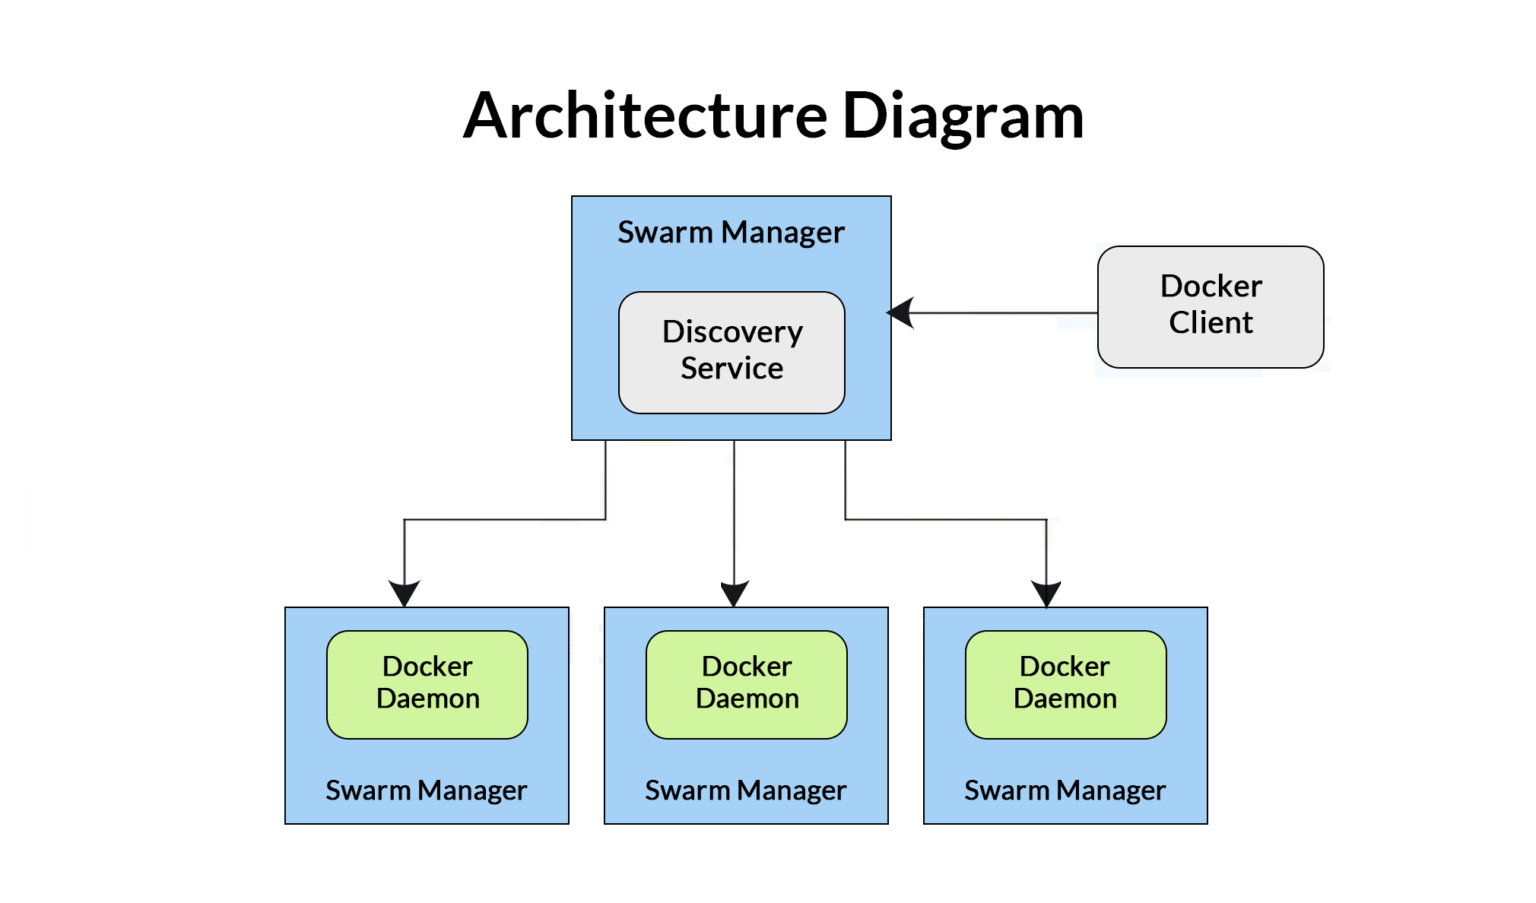 Architecture Diagram
Swarm Manager
Discovery
Service
Docker
Client
Docker
Daemon
Swarm Manager
Docker
Daemon
Swarm Manager
Docker
Daemon
Swarm Manager